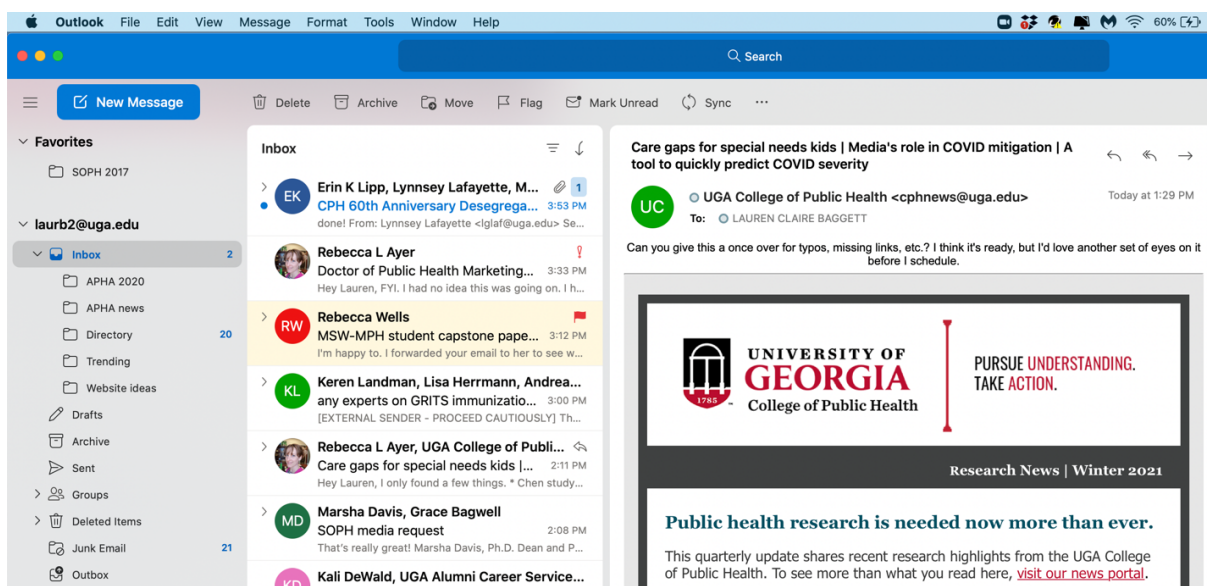 Outlook File Edit View Message Format Tools Window Help 60%
Search
New Message Delete Archive Move Flag Mark Unread Sync ...
Favorites
SOPH 2017
laurb2@uga.edu
Inbox 2
APHA 2020
APHA news
Directory 20
Trending
Website ideas
Drafts
Archive
Sent
Groups
Deleted Items
Junk Email 21
Outbox
Inbox
EK
Erin K Lipp, Lynnsey Lafayette, M... 1
CPH 60th Anniversary Desegrega... 3:53 PM
done! From: Lynnsey Lafayette <lglaf@uga.edu> Se...
Rebecca L Ayer
Doctor of Public Health Marketing... 3:33 PM
Hey Lauren, FYI. I had no idea this was going on. I h...
RW
Rebecca Wells
MSW-MPH student capstone pape... 3:12 PM
I'm happy to. I forwarded your email to her to see w...
KL
Keren Landman, Lisa Herrmann, Andrea...
any experts on GRITS immunizatio... 3:00 PM
[EXTERNAL SENDER - PROCEED CAUTIOUSLY] Th...
Rebecca L Ayer, UGA College of Publi...
Care gaps for special needs kids |... 2:11 PM
Hey Lauren, I only found a few things. * Chen study...
MD
Marsha Davis, Grace Bagwell
SOPH media request 2:08 PM
That's really great! Marsha Davis, Ph.D. Dean and P...
KD
Kali DeWald, UGA Alumni Career Service...
Care gaps for special needs kids | Media's role in COVID mitigation | A
tool to quickly predict COVID severity
UC
UGA College of Public Health <cphnews@uga.edu> Today at 1:29 PM
To: LAUREN CLAIRE BAGGETT
Can you give this a once over for typos, missing links, etc.? I think it's ready, but I'd love another set of eyes on it
before I schedule.
1785
UNIVERSITY OF
GEORGIA
College of Public Health
PURSUE UNDERSTANDING.
TAKE ACTION.
Research News | Winter 2021
Public health research is needed now more than ever.
This quarterly update shares recent research highlights from the UGA College
of Public Health. To see more than what you read here, visit our news portal.